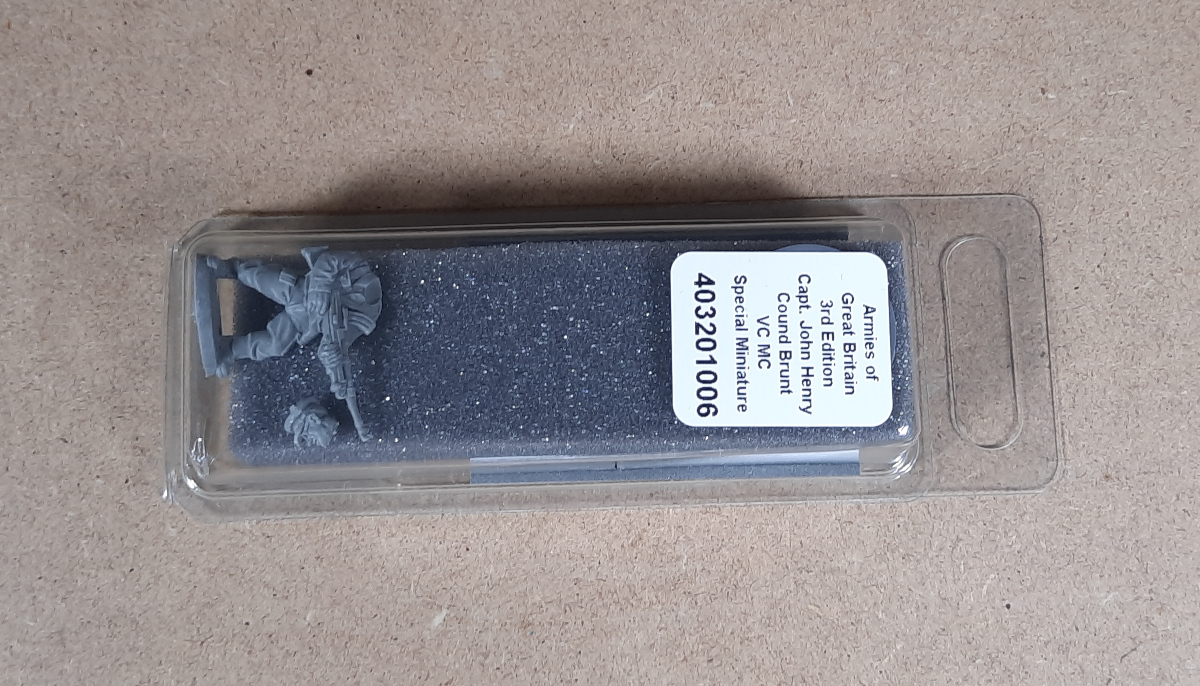 Armies of
Great Britain
3rd Edition
Capt. John Henry
Cound Brunt
VC MC
Special Miniature
403201006